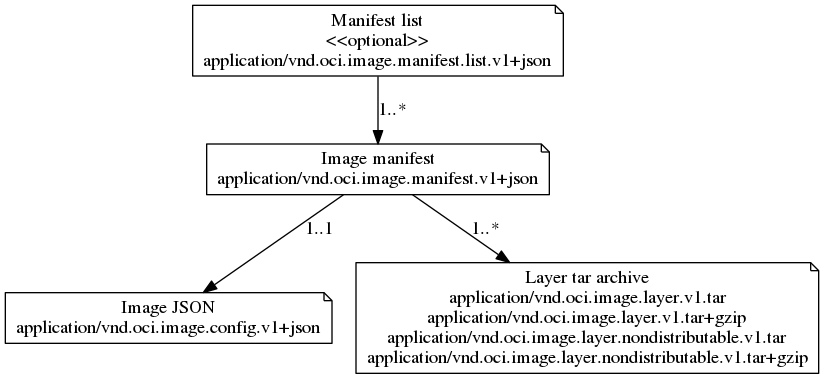 Manifest list
<<optional>>
application/vnd.oci.image.manifest.list.v1+json
1..*
Image manifest
application/vnd.oci.image.manifest.v1+json
1..1
1..*
Image JSON
application/vnd.oci.image.config.v1+json
Layer tar archive
application/vnd.oci.image.layer.v1.tar
application/vnd.oci.image.layer.v1.tar+gzip
application/vnd.oci.image.layer.nondistributable.v1.tar
application/vnd.oci.image.layer.nondistributable.v1.tar+gzip